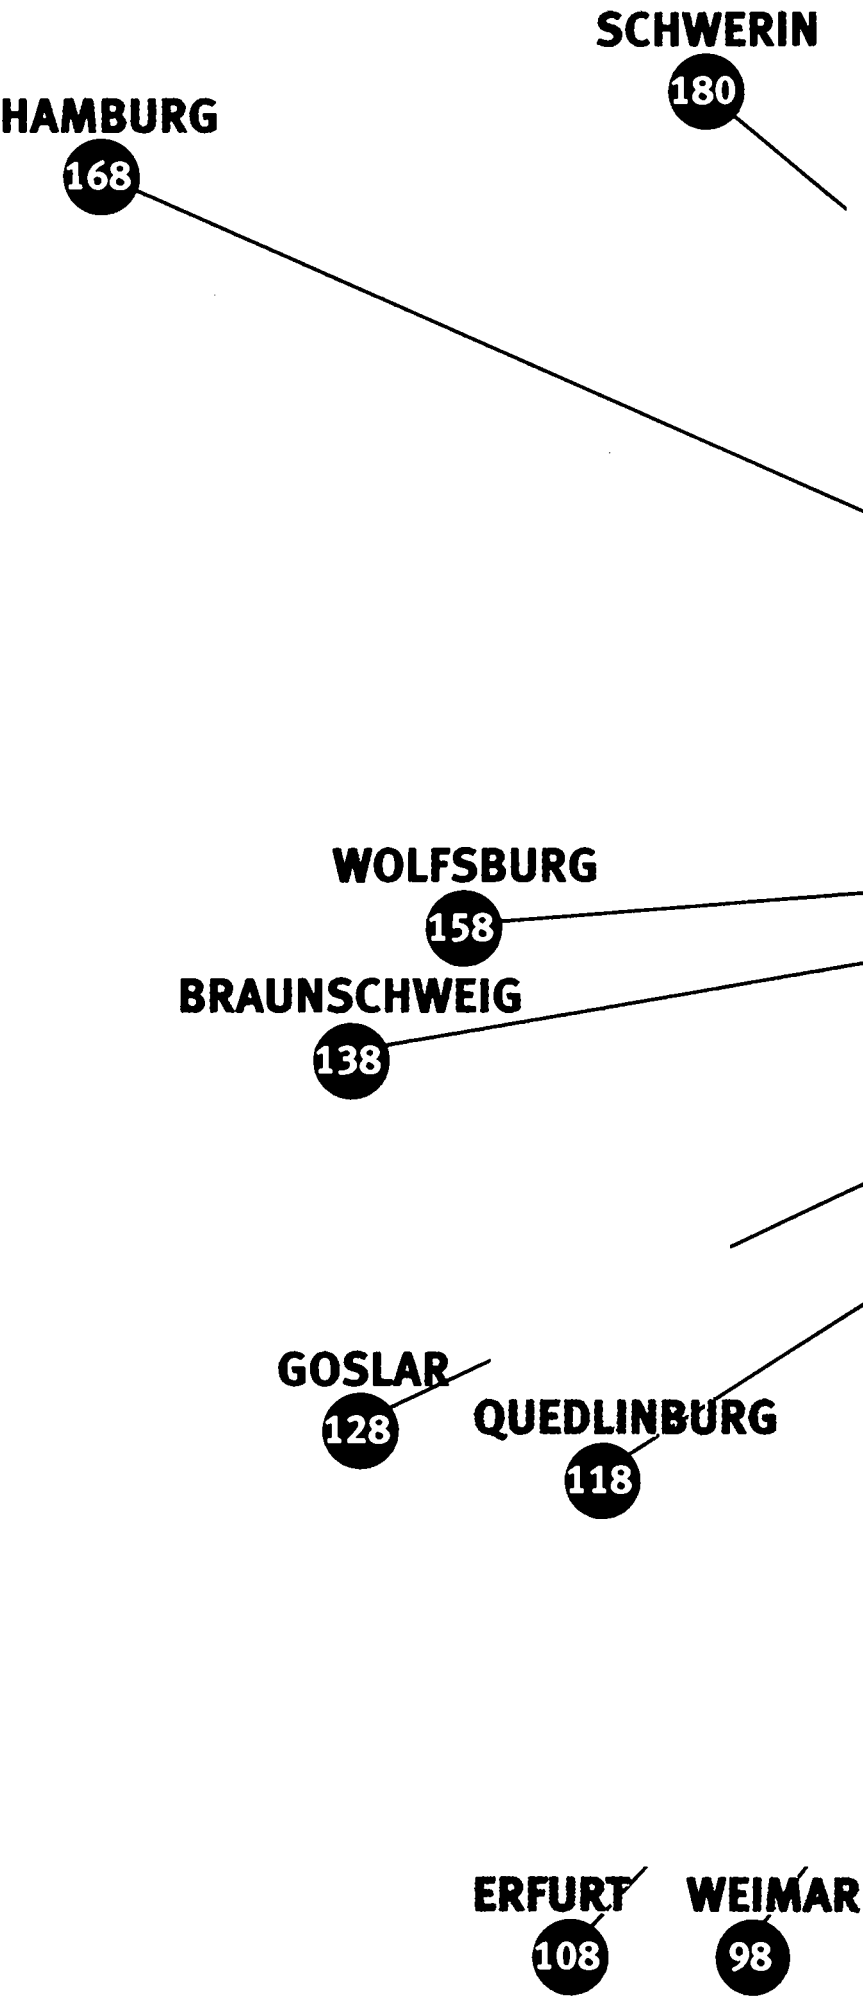 SCHWERIN
180
HAMBURG
168
WOLFSBURG
158
BRAUNSCHWEIG
138
GOSLAR
128
QUEDLINBURG
118
ERFURT
108
WEIMAR
98